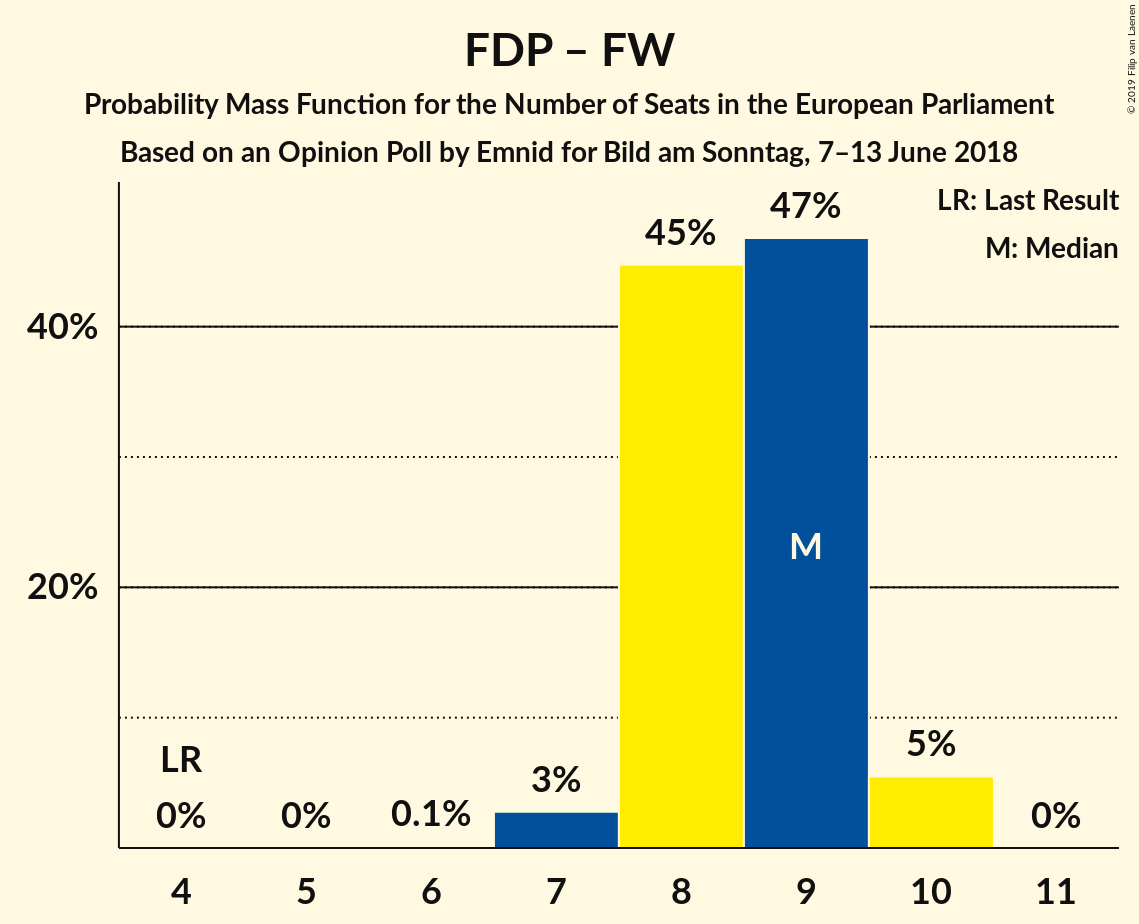 FDP – FW
Probability Mass Function for the Number of Seats in the European Parliament
Based on an Opinion Poll by Emnid for Bild am Sonntag, 7–13 June 2018
© 2019 Filip van Laenen
LR: Last Result
M: Median
47%
45%
40%
M
20%
LR
5%
3%
0%
0%
0.1%
0%
4 5 6 7 8 9 10 11